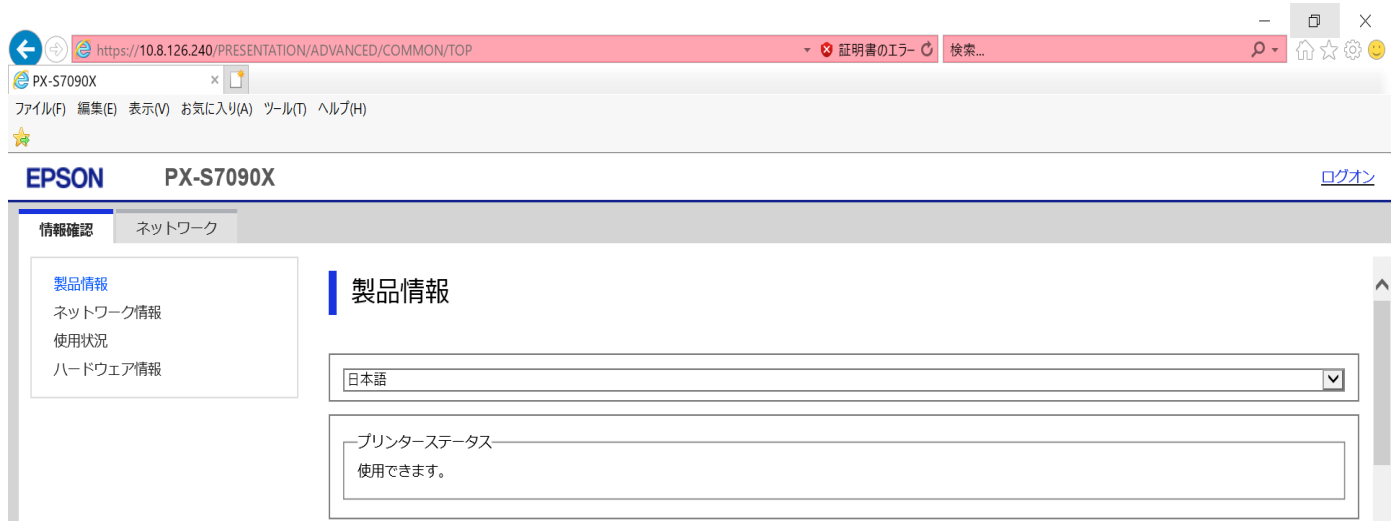 https://10.8.126.240/PRESENTATION/ADVANCED/COMMON/TOP 証明書のエラー 検索...
PX-S7090X
ファイル(F) 編集(E) 表示(V) お気に入り(A) ツール(T) ヘルプ(H)
EPSON PX-S7090X ログオン
情報確認 ネットワーク
製品情報
ネットワーク情報
使用状況
ハードウェア情報
製品情報
日本語
プリンターステータス
使用できます。